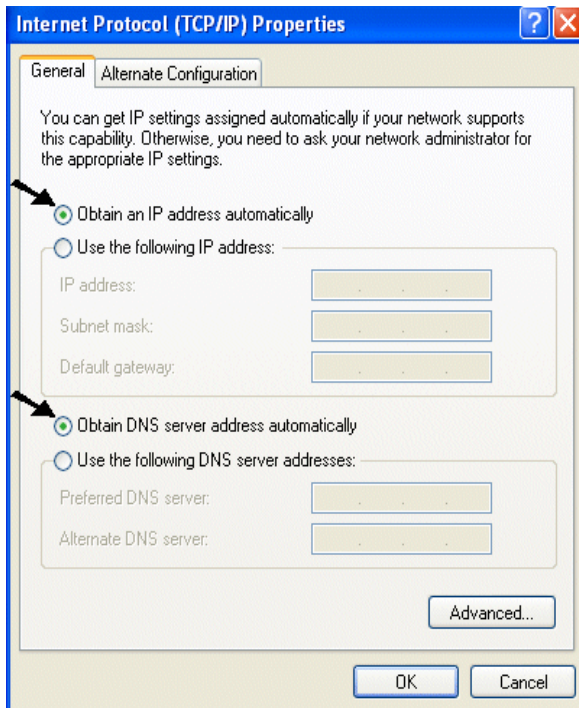 Internet Protocol (TCP/IP) Properties
General
Alternate Configuration
You can get IP settings assigned automatically if your network supports
this capability. Otherwise, you need to ask your network administrator for
the appropriate IP settings.
Obtain an IP address automatically
Use the following IP address:
IP address:
Subnet mask:
Default gateway:
Obtain DNS server address automatically
Use the following DNS server addresses:
Preferred DNS server:
Alternate DNS server:
Advanced...
OK
Cancel